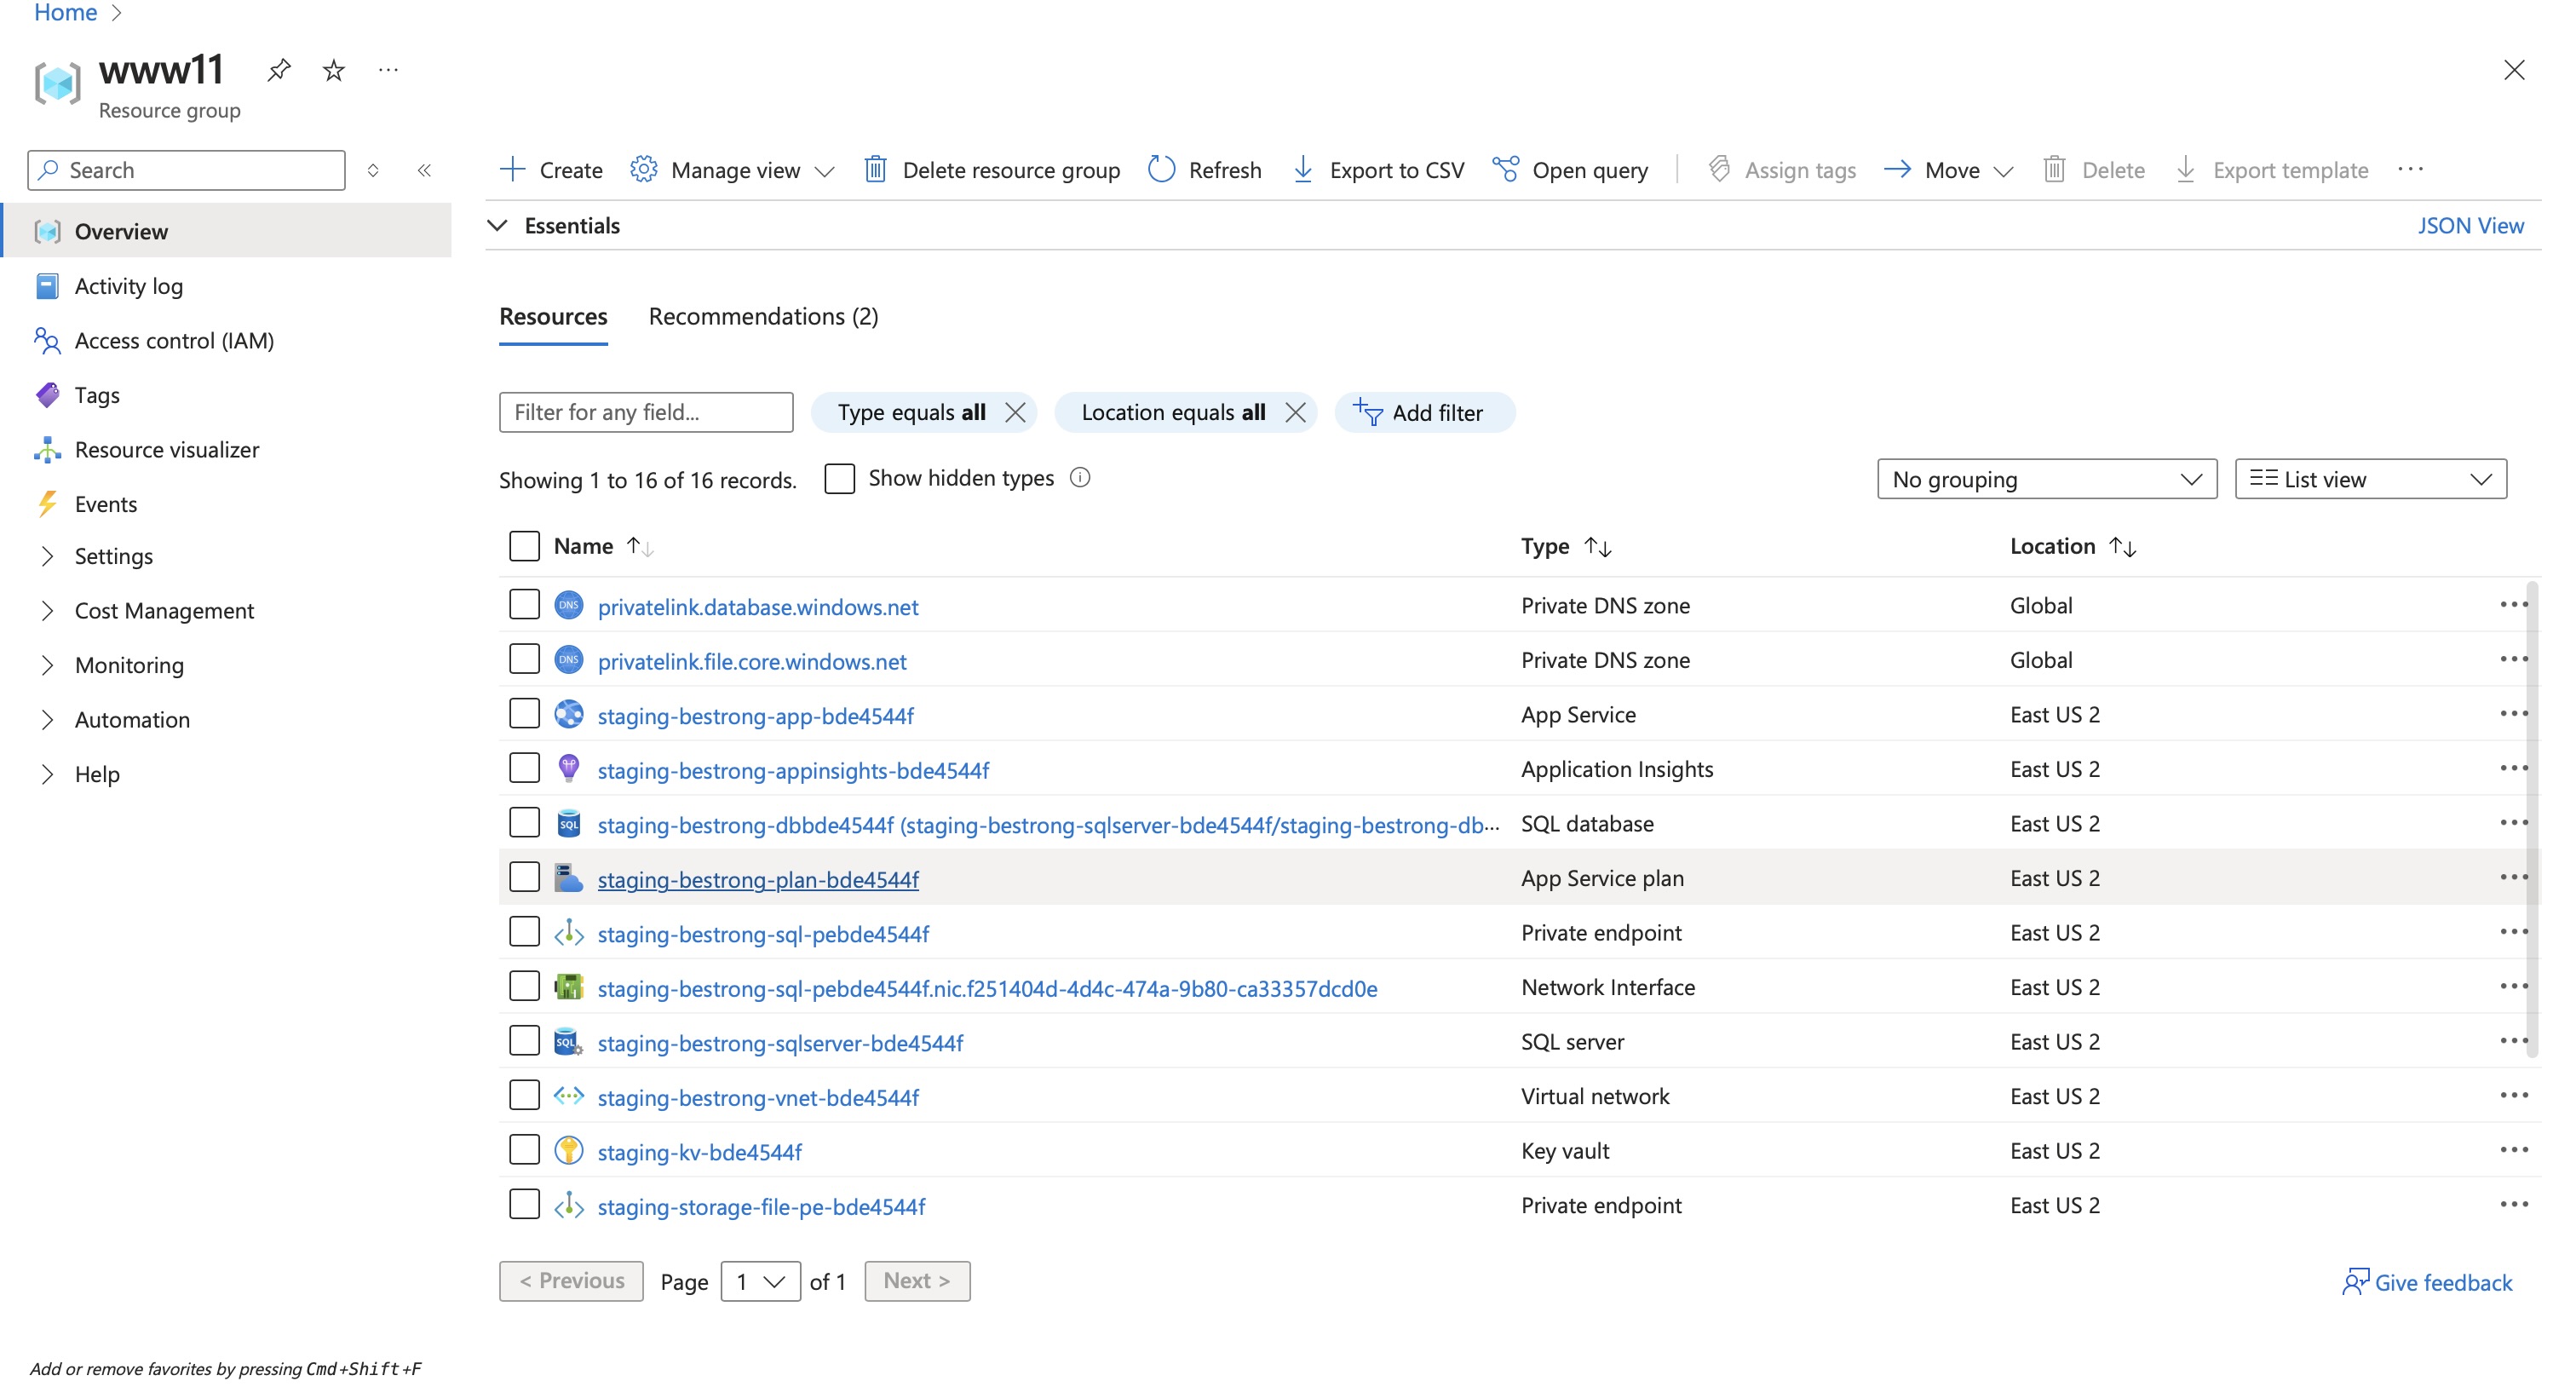 Home
www11
Resource group
Search
Create Manage view Delete resource group Refresh Export to CSV Open query Assign tags Move Delete Export template
Overview
Activity log
Access control (IAM)
Tags
Resource visualizer
Events
Settings
Cost Management
Monitoring
Automation
Help
Essentials JSON View
Resources Recommendations (2)
Filter for any field... Type equals all Location equals all Add filter
Showing 1 to 16 of 16 records. Show hidden types No grouping List view
Name Type Location
DNS privatelink.database.windows.net Private DNS zone Global
DNS privatelink.file.core.windows.net Private DNS zone Global
staging-bestrong-app-bde4544f App Service East US 2
staging-bestrong-appinsights-bde4544f Application Insights East US 2
SQL staging-bestrong-dbbde4544f (staging-bestrong-sqlserver-bde4544f/staging-bestrong-db... SQL database East US 2
staging-bestrong-plan-bde4544f App Service plan East US 2
staging-bestrong-sql-pebde4544f Private endpoint East US 2
staging-bestrong-sql-pebde4544f.nic.f251404d-4d4c-474a-9b80-ca33357dcd0e Network Interface East US 2
SQL staging-bestrong-sqlserver-bde4544f SQL server East US 2
staging-bestrong-vnet-bde4544f Virtual network East US 2
staging-kv-bde4544f Key vault East US 2
staging-storage-file-pe-bde4544f Private endpoint East US 2
< Previous Page 1 of 1 Next > Give feedback
Add or remove favorites by pressing Cmd+Shift+F